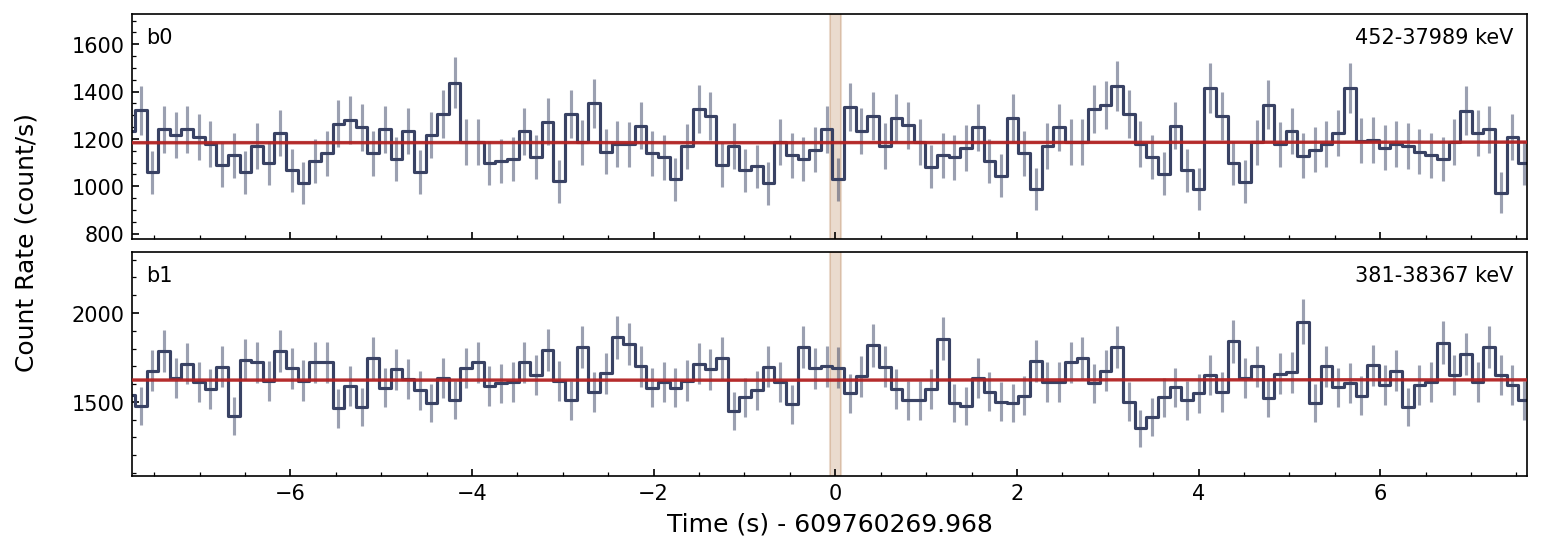 b0
452-37989 keV
1600
1400
1200
1000
800
b1
381-38367 keV
2000
1500
Count Rate (count/s)
−6 −4 −2 0 2 4 6
Time (s) - 609760269.968